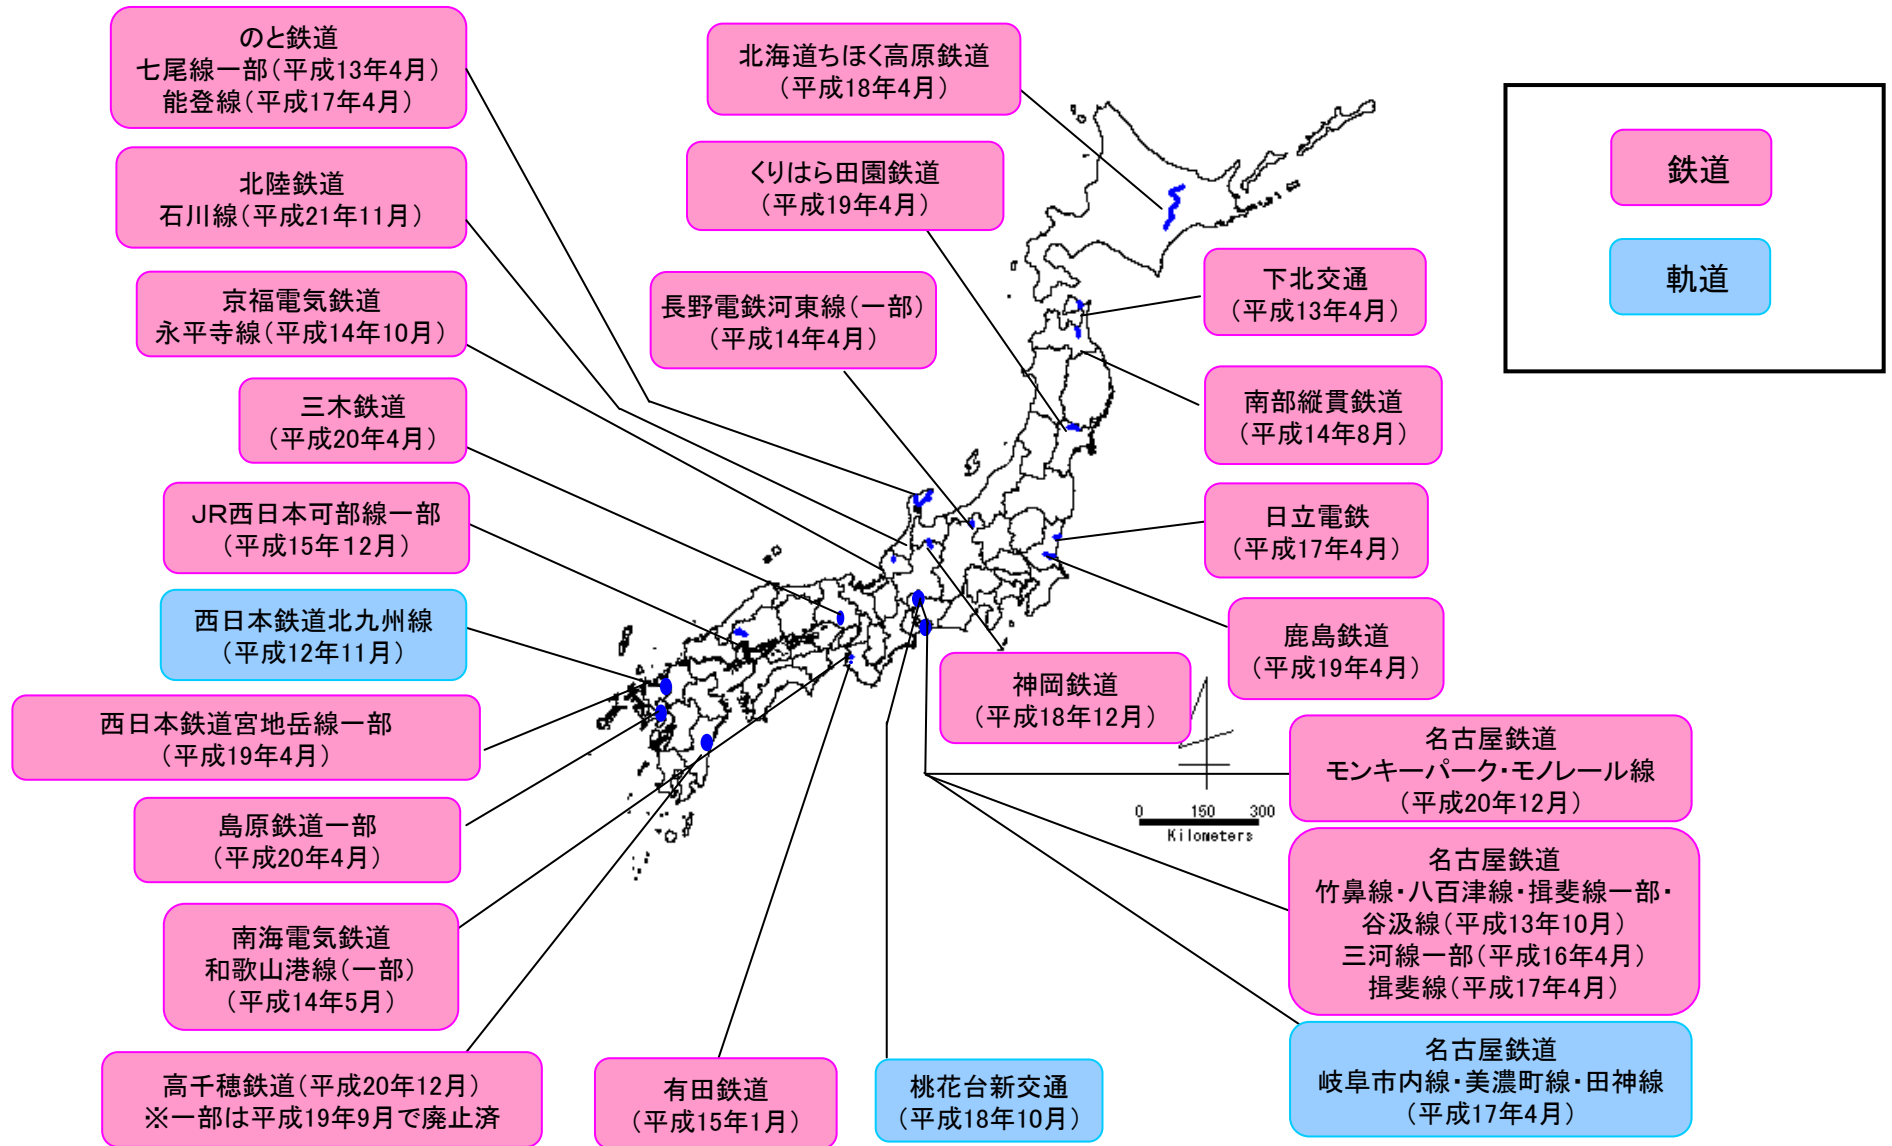 のと鉄道
七尾線一部(平成13年4月)
能登線(平成17年4月)
北陸鉄道
石川線(平成21年11月)
京福電気鉄道
永平寺線(平成14年10月)
三木鉄道
(平成20年4月)
JR西日本可部線一部
(平成15年12月)
西日本鉄道北九州線
(平成12年11月)
西日本鉄道宮地岳線一部
(平成19年4月)
島原鉄道一部
(平成20年4月)
南海電気鉄道
和歌山港線(一部)
(平成14年5月)
高千穂鉄道(平成20年12月)
※一部は平成19年9月で廃止済
北海道ちほく高原鉄道
(平成18年4月)
くりはら田園鉄道
(平成19年4月)
長野電鉄河東線(一部)
(平成14年4月)
有田鉄道
(平成15年1月)
桃花台新交通
(平成18年10月)
神岡鉄道
(平成18年12月)
0 150 300
Kilometers
鉄道
軌道
下北交通
(平成13年4月)
南部縦貫鉄道
(平成14年8月)
日立電鉄
(平成17年4月)
鹿島鉄道
(平成19年4月)
名古屋鉄道
モンキーパーク・モノレール線
(平成20年12月)
名古屋鉄道
竹鼻線・八百津線・揖斐線一部・
谷汲線(平成13年10月)
三河線一部(平成16年4月)
揖斐線(平成17年4月)
名古屋鉄道
岐阜市内線・美濃町線・田神線
(平成17年4月)